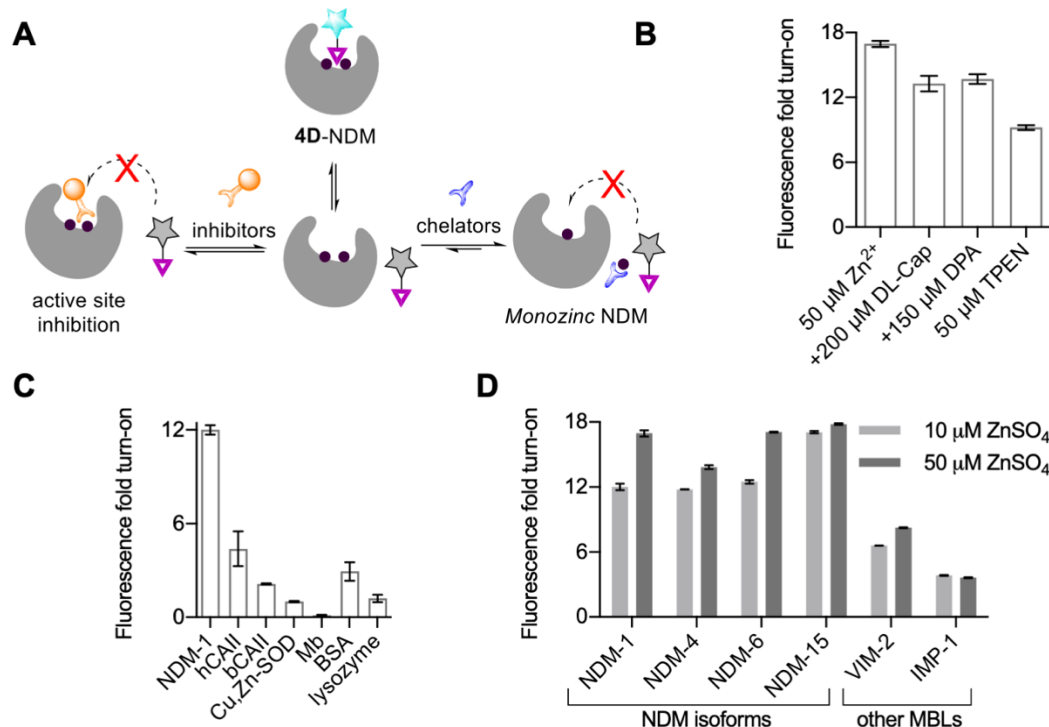 A
4D-NDM
inhibitors
chelators
active site
inhibition
Monozinc NDM
B
Fluorescence fold turn-on
18
12
6
0
50 μM Zn²⁺
+200 μM DL-Cap
+150 μM DPA
50 μM TPEN
C
Fluorescence fold turn-on
12
6
0
NDM-1
hCAII
bCAII
Cu,Zn-SOD
Mb
BSA
lysozyme
D
Fluorescence fold turn-on
18
12
6
0
10 μM ZnSO₄
50 μM ZnSO₄
NDM-1
NDM-4
NDM-6
NDM-15
VIM-2
IMP-1
NDM isoforms
other MBLs